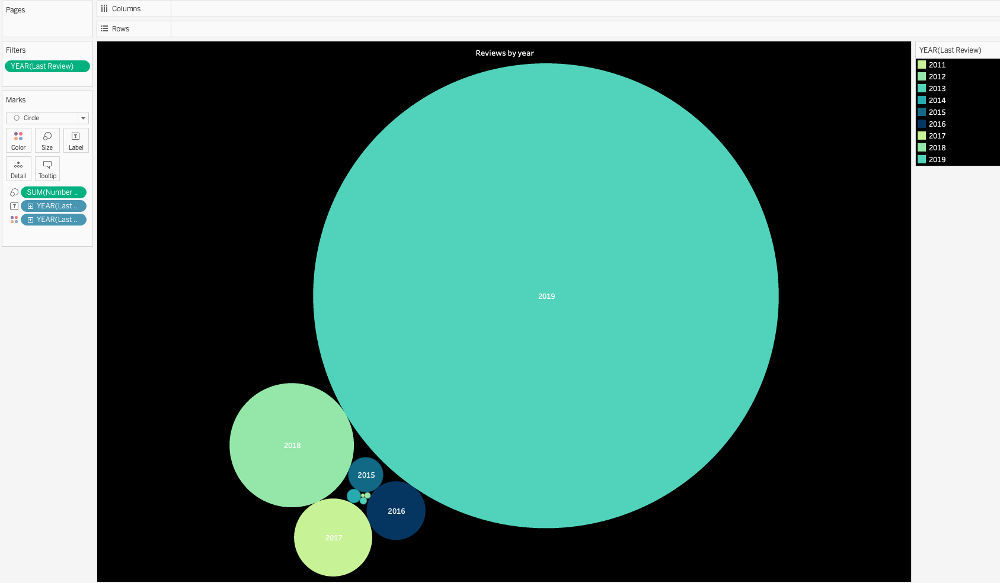 Pages
Columns
Rows
Filters
YEAR(Last Review)
Marks
Circle
Color
Size
T
Label
Detail
Tooltip
SUM(Number ..
T
YEAR(Last ..
YEAR(Last ..
Reviews by year
2019
2018
2015
2016
2017
YEAR(Last Review)
2011
2012
2013
2014
2015
2016
2017
2018
2019